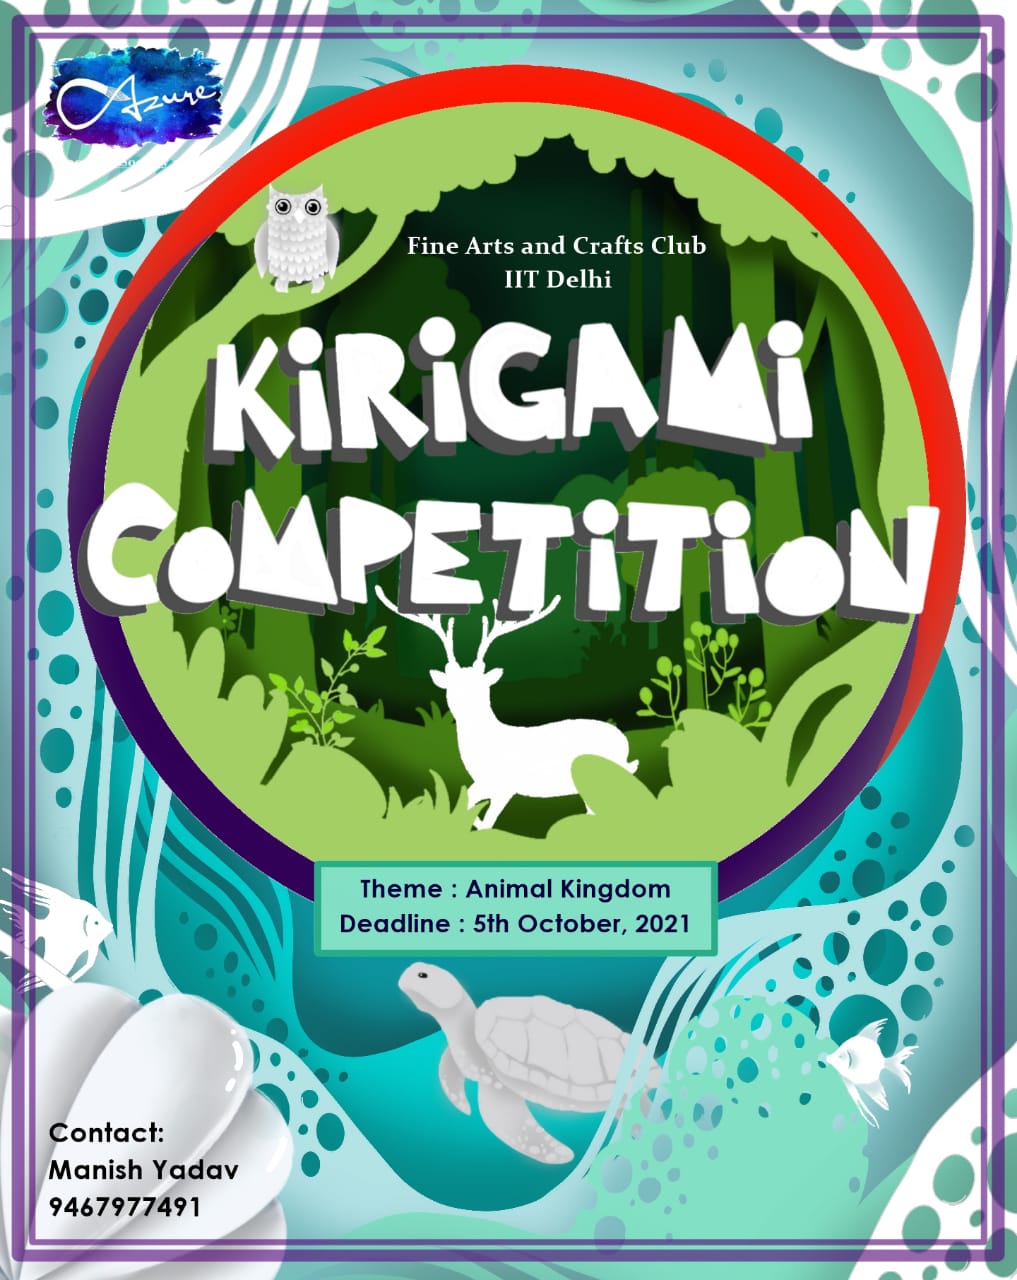 Azure
Fine Arts and Crafts Club
IIT Delhi
KiRiGAMi
COMPETiTiON
Theme : Animal Kingdom
Deadline : 5th October, 2021
Contact:
Manish Yadav
9467977491